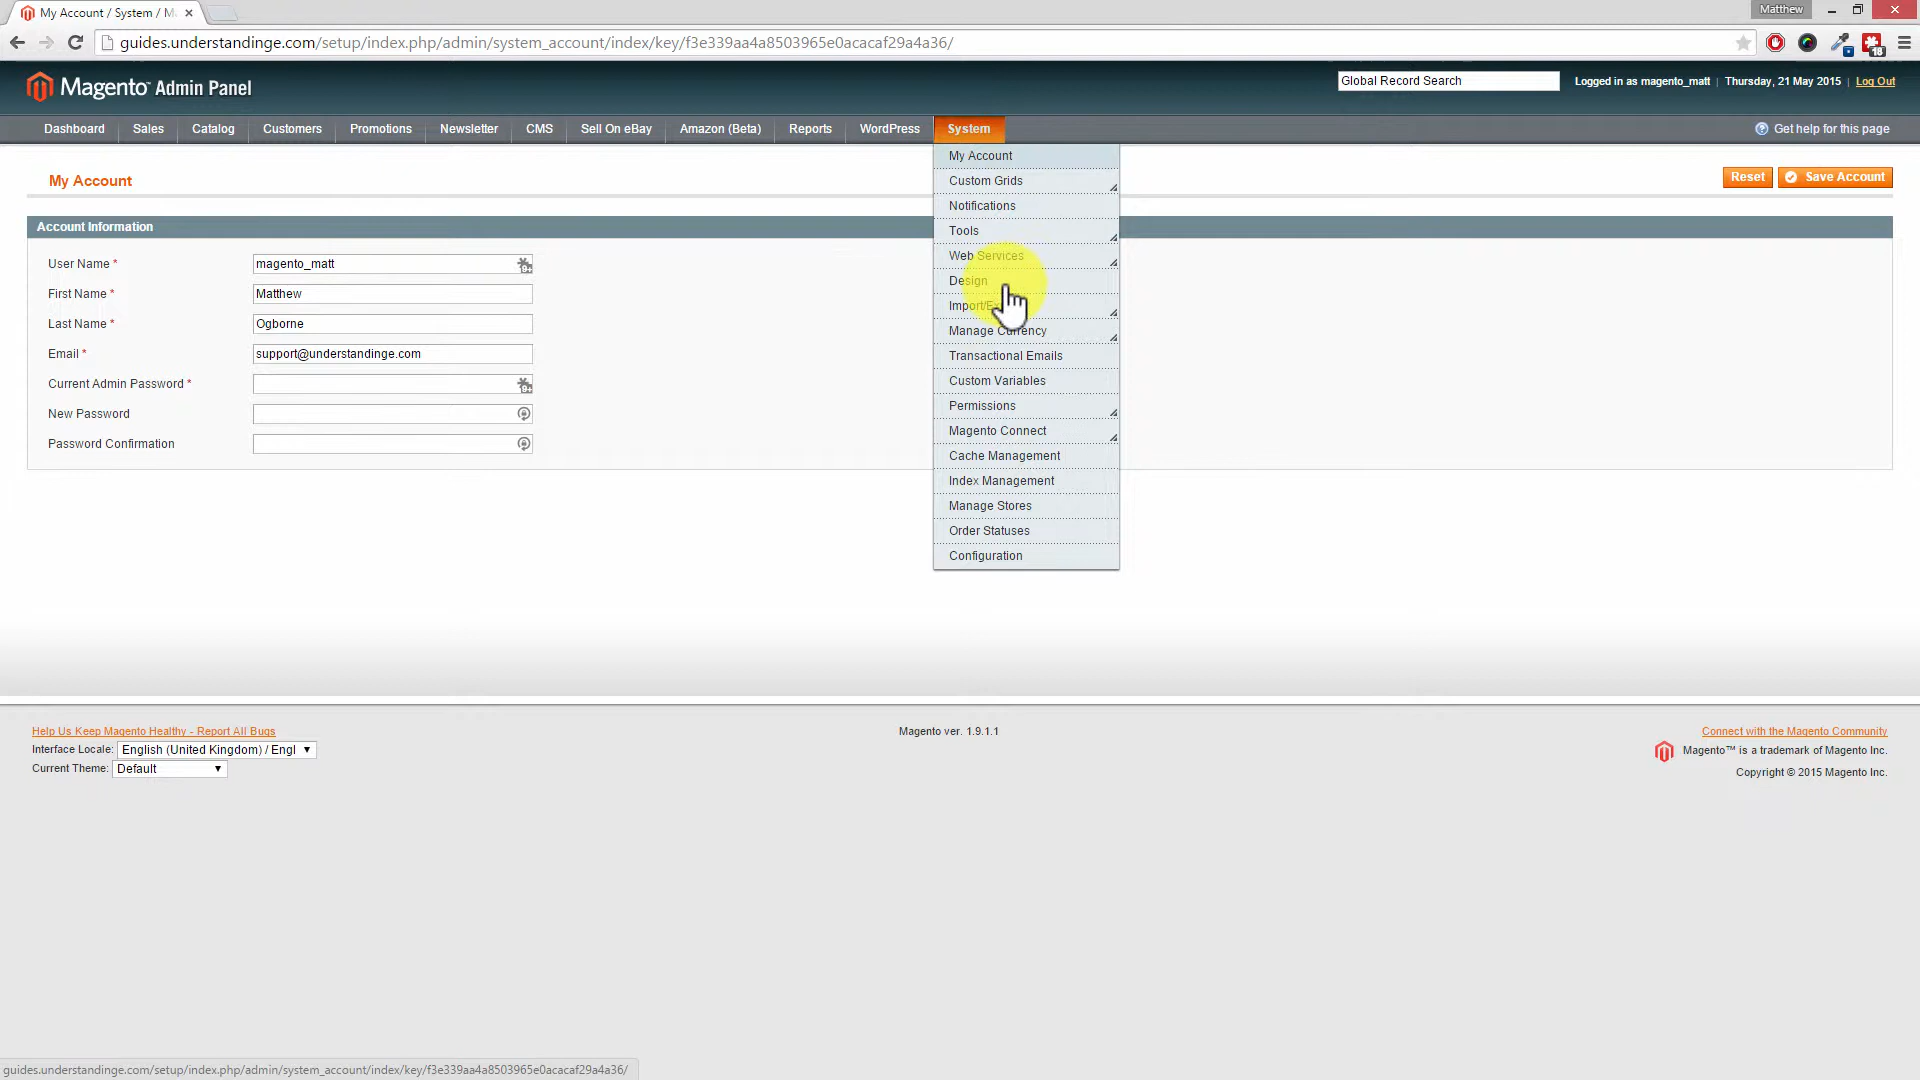 My Account / System / M
Matthew
guides.understandinge.com/setup/index.php/admin/system_account/index/key/f3e339aa4a8503965e0acacaf29a4a36/
18
Magento™ Admin Panel
Global Record Search
Logged in as magento_matt | Thursday, 21 May 2015 | Log Out
Dashboard Sales Catalog Customers Promotions Newsletter CMS Sell On eBay Amazon (Beta) Reports WordPress System
Get help for this page
My Account
Custom Grids
Notifications
Tools
Web Services
Design
Manage Currency
Transactional Emails
Custom Variables
Permissions
Magento Connect
Cache Management
Index Management
Manage Stores
Order Statuses
Configuration
My Account
Reset Save Account
Account Information
User Name * magento_matt
First Name * Matthew
Last Name * Ogborne
Email * support@understandinge.com
Current Admin Password *
New Password
Password Confirmation
Help Us Keep Magento Healthy - Report All Bugs
Interface Locale: English (United Kingdom) / Engl
Current Theme: Default
Magento ver. 1.9.1.1
Connect with the Magento Community
Magento™ is a trademark of Magento Inc.
Copyright © 2015 Magento Inc.
guides.understandinge.com/setup/index.php/admin/system_account/index/key/f3e339aa4a8503965e0acacaf29a4a36/